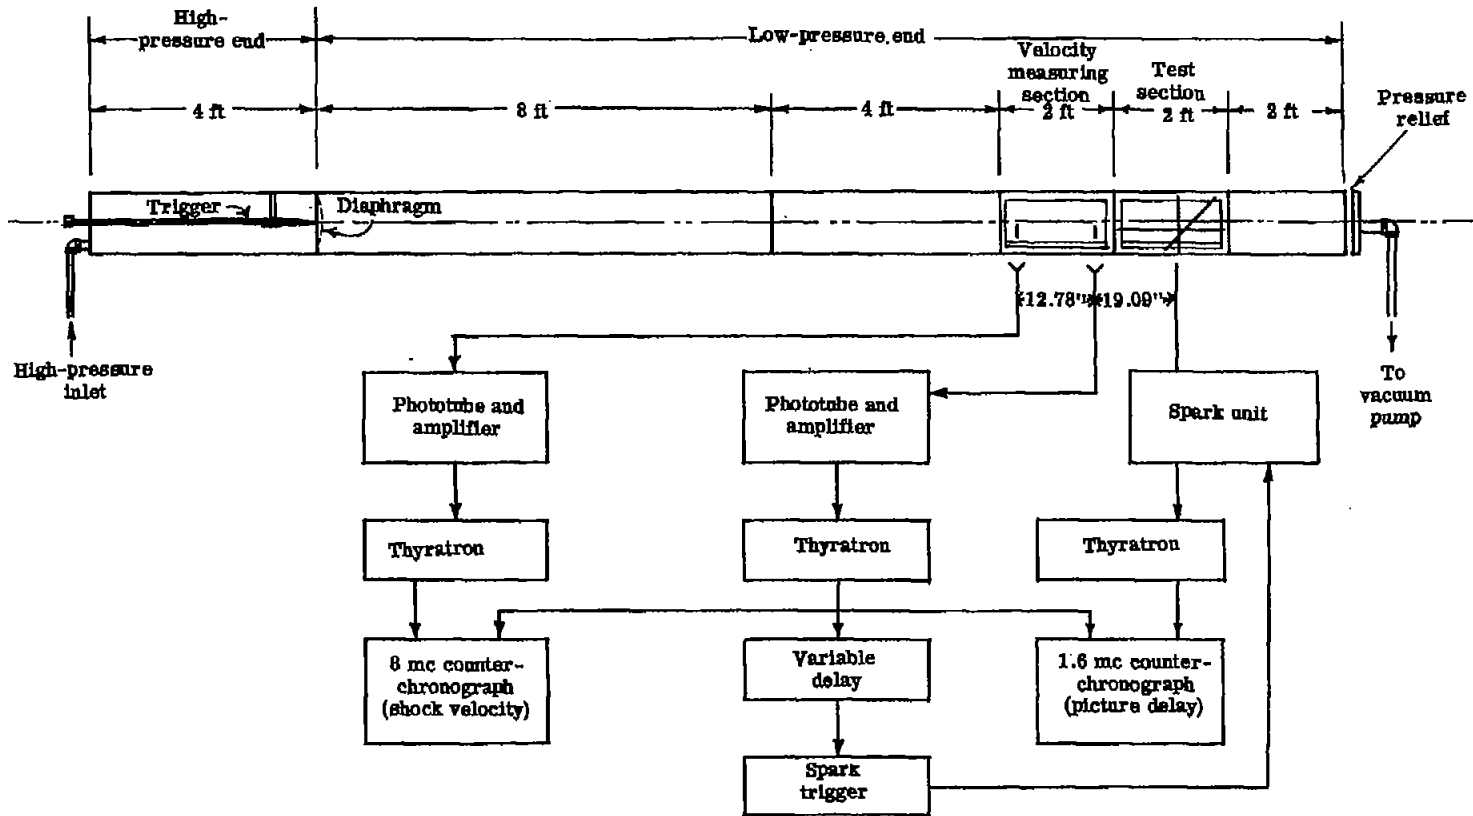 High-
pressure end
Low-pressure end
Velocity
measuring
section
2 ft
Test
section
2 ft
4 ft
8 ft
4 ft
2 ft
Pressure
relief
Trigger
Diaphragm
12.78"
19.09"
High-pressure
inlet
To
vacuum
pump
Phototube and
amplifier
Phototube and
amplifier
Spark unit
Thyratron
Thyratron
Thyratron
8 mc counter-
chronograph
(shock velocity)
Variable
delay
1.6 mc counter-
chronograph
(picture delay)
Spark
trigger